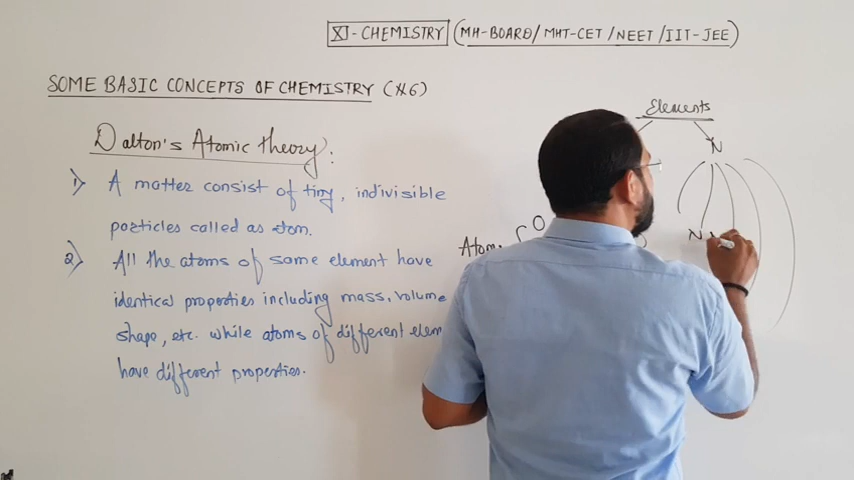 XI - CHEMISTRY (MH-BOARD/ MHT-CET /NEET /IIT-JEE)
SOME BASIC CONCEPTS OF CHEMISTRY (#6)
Dalton's Atomic theory:
1) A matter consist of tiny, indivisible
particles called as atom.
2) All the atoms of same element have
identical properties including mass, volume
shape, etc. while atoms of different elem
have different properties.
Elements
N
Atom
O
N